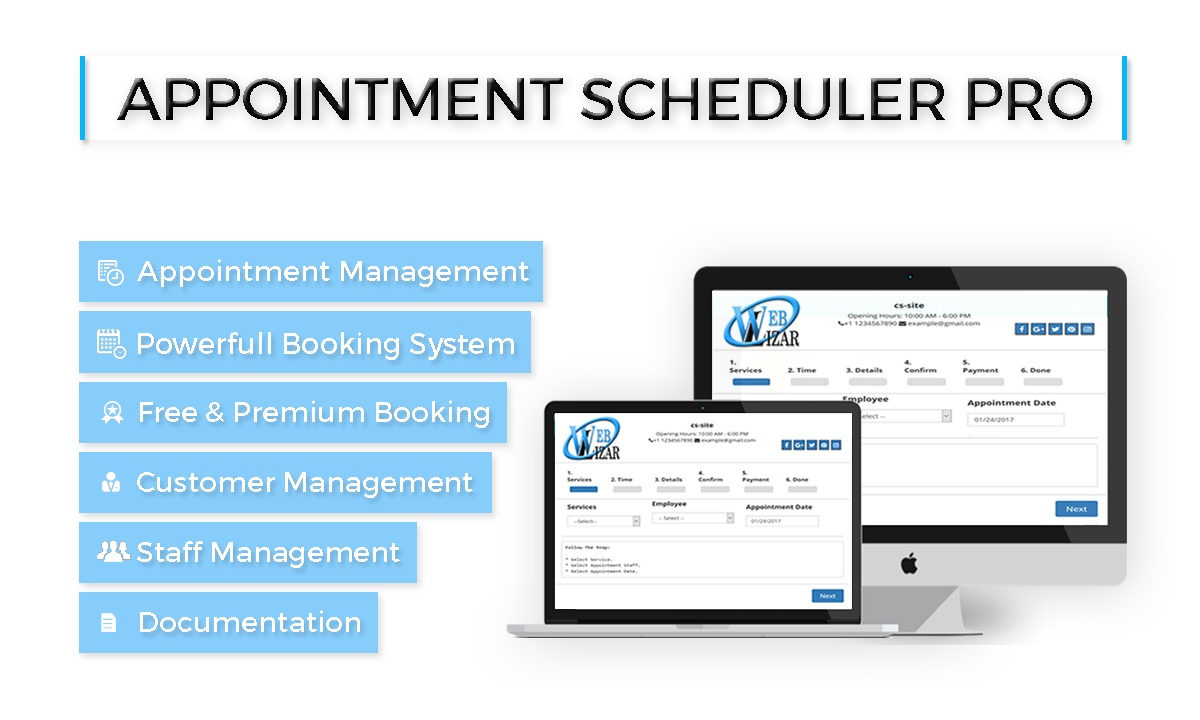 APPOINTMENT SCHEDULER PRO
Appointment Management
Powerfull Booking System
Free & Premium Booking
Customer Management
Staff Management
Documentation
WEB
IZAR
cs-site
Opening Hours: 10:00 AM - 6:00 PM
+1 1234567890 example@gmail.com
1. Services
2. Time
3. Details
4. Confirm
5. Payment
6. Done
Employee
Select --
Appointment Date
01/24/2017
Next
WEB
IZAR
cs-site
Opening Hours: 10:00 AM - 6:00 PM
+1 1234567890 example@gmail.com
1. Services
2. Time
3. Details
4. Confirm
5. Payment
6. Done
Services
--Select--
Employee
-- Select --
Appointment Date
01/24/2017
Follow The Step:
* Select Service.
* Select Appointment Staff.
* Select Appointment Date.
Next